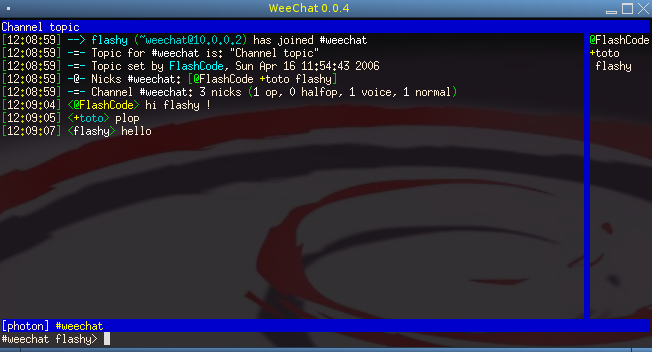 WeeChat 0.0.4
Channel topic
[12:08:59] --> flashy (~weechat@10.0.0.2) has joined #weechat
[12:08:59] -=- Topic for #weechat is: "Channel topic"
[12:08:59] -=- Topic set by FlashCode, Sun Apr 16 11:54:43 2006
[12:08:59] -@- Nicks #weechat: [@FlashCode +toto flashy]
[12:08:59] -=- Channel #weechat: 3 nicks (1 op, 0 halfop, 1 voice, 1 normal)
[12:09:04] <@FlashCode> hi flashy !
[12:09:05] <+toto> plop
[12:09:07] <flashy> hello
@FlashCode
+toto
flashy
[photon] #weechat
#weechat flashy>